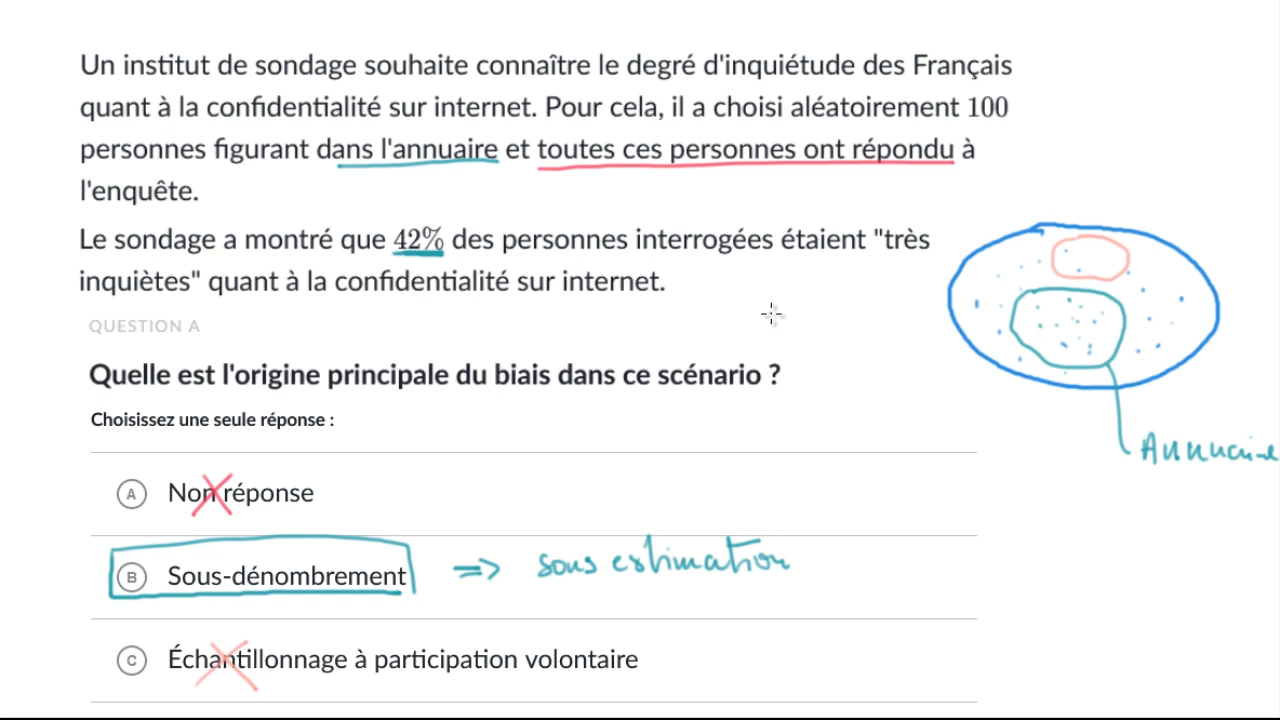 Un institut de sondage souhaite connaître le degré d'inquiétude des Français
quant à la confidentialité sur internet. Pour cela, il a choisi aléatoirement 100
personnes figurant dans l'annuaire et toutes ces personnes ont répondu à
l'enquête.
Le sondage a montré que 42% des personnes interrogées étaient "très
inquiètes" quant à la confidentialité sur internet.
QUESTION A
Quelle est l'origine principale du biais dans ce scénario ?
Choisissez une seule réponse :
Annuaire
A Non réponse
B Sous-dénombrement => sous estimation
C Échantillonnage à participation volontaire